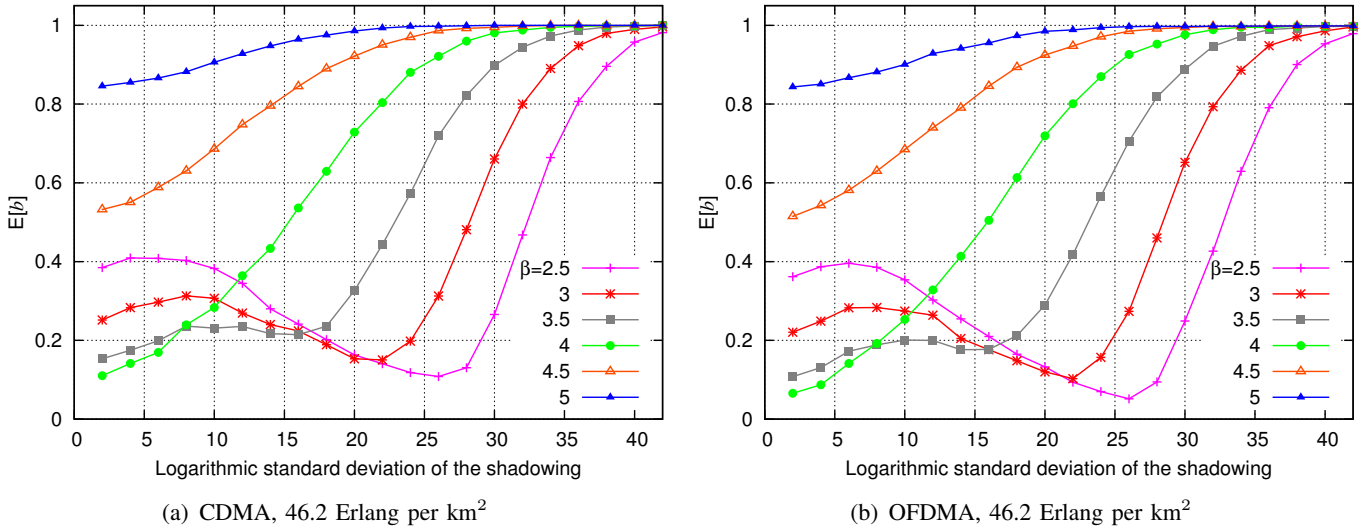 1
0.8
0.6
0.4
0.2
0
E[b]
β=2.5
3
3.5
4
4.5
5
0 5 10 15 20 25 30 35 40
Logarithmic standard deviation of the shadowing
(a) CDMA, 46.2 Erlang per km²
1
0.8
0.6
0.4
0.2
0
E[b]
β=2.5
3
3.5
4
4.5
5
0 5 10 15 20 25 30 35 40
Logarithmic standard deviation of the shadowing
(b) OFDMA, 46.2 Erlang per km²